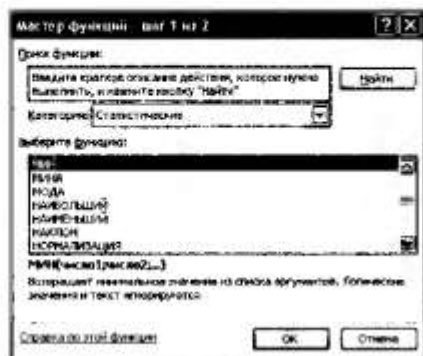 Мастер функций - шаг 1 из 2
Поиск функции:
Введите краткое описание действия, которое нужно
выполнить, и нажмите кнопку "Найти"
Найти
Категория: Статистические
Выберите функцию:
МИН
МИНА
МОДА
НАИБОЛЬШИЙ
НАИМЕНЬШИЙ
НАКЛОН
НОРМАЛИЗАЦИЯ
МИН(число1;число2;...)
Возвращает минимальное значение из списка аргументов. Логические
значения и текст игнорируются.
Справка по этой функции
ОК
Отмена